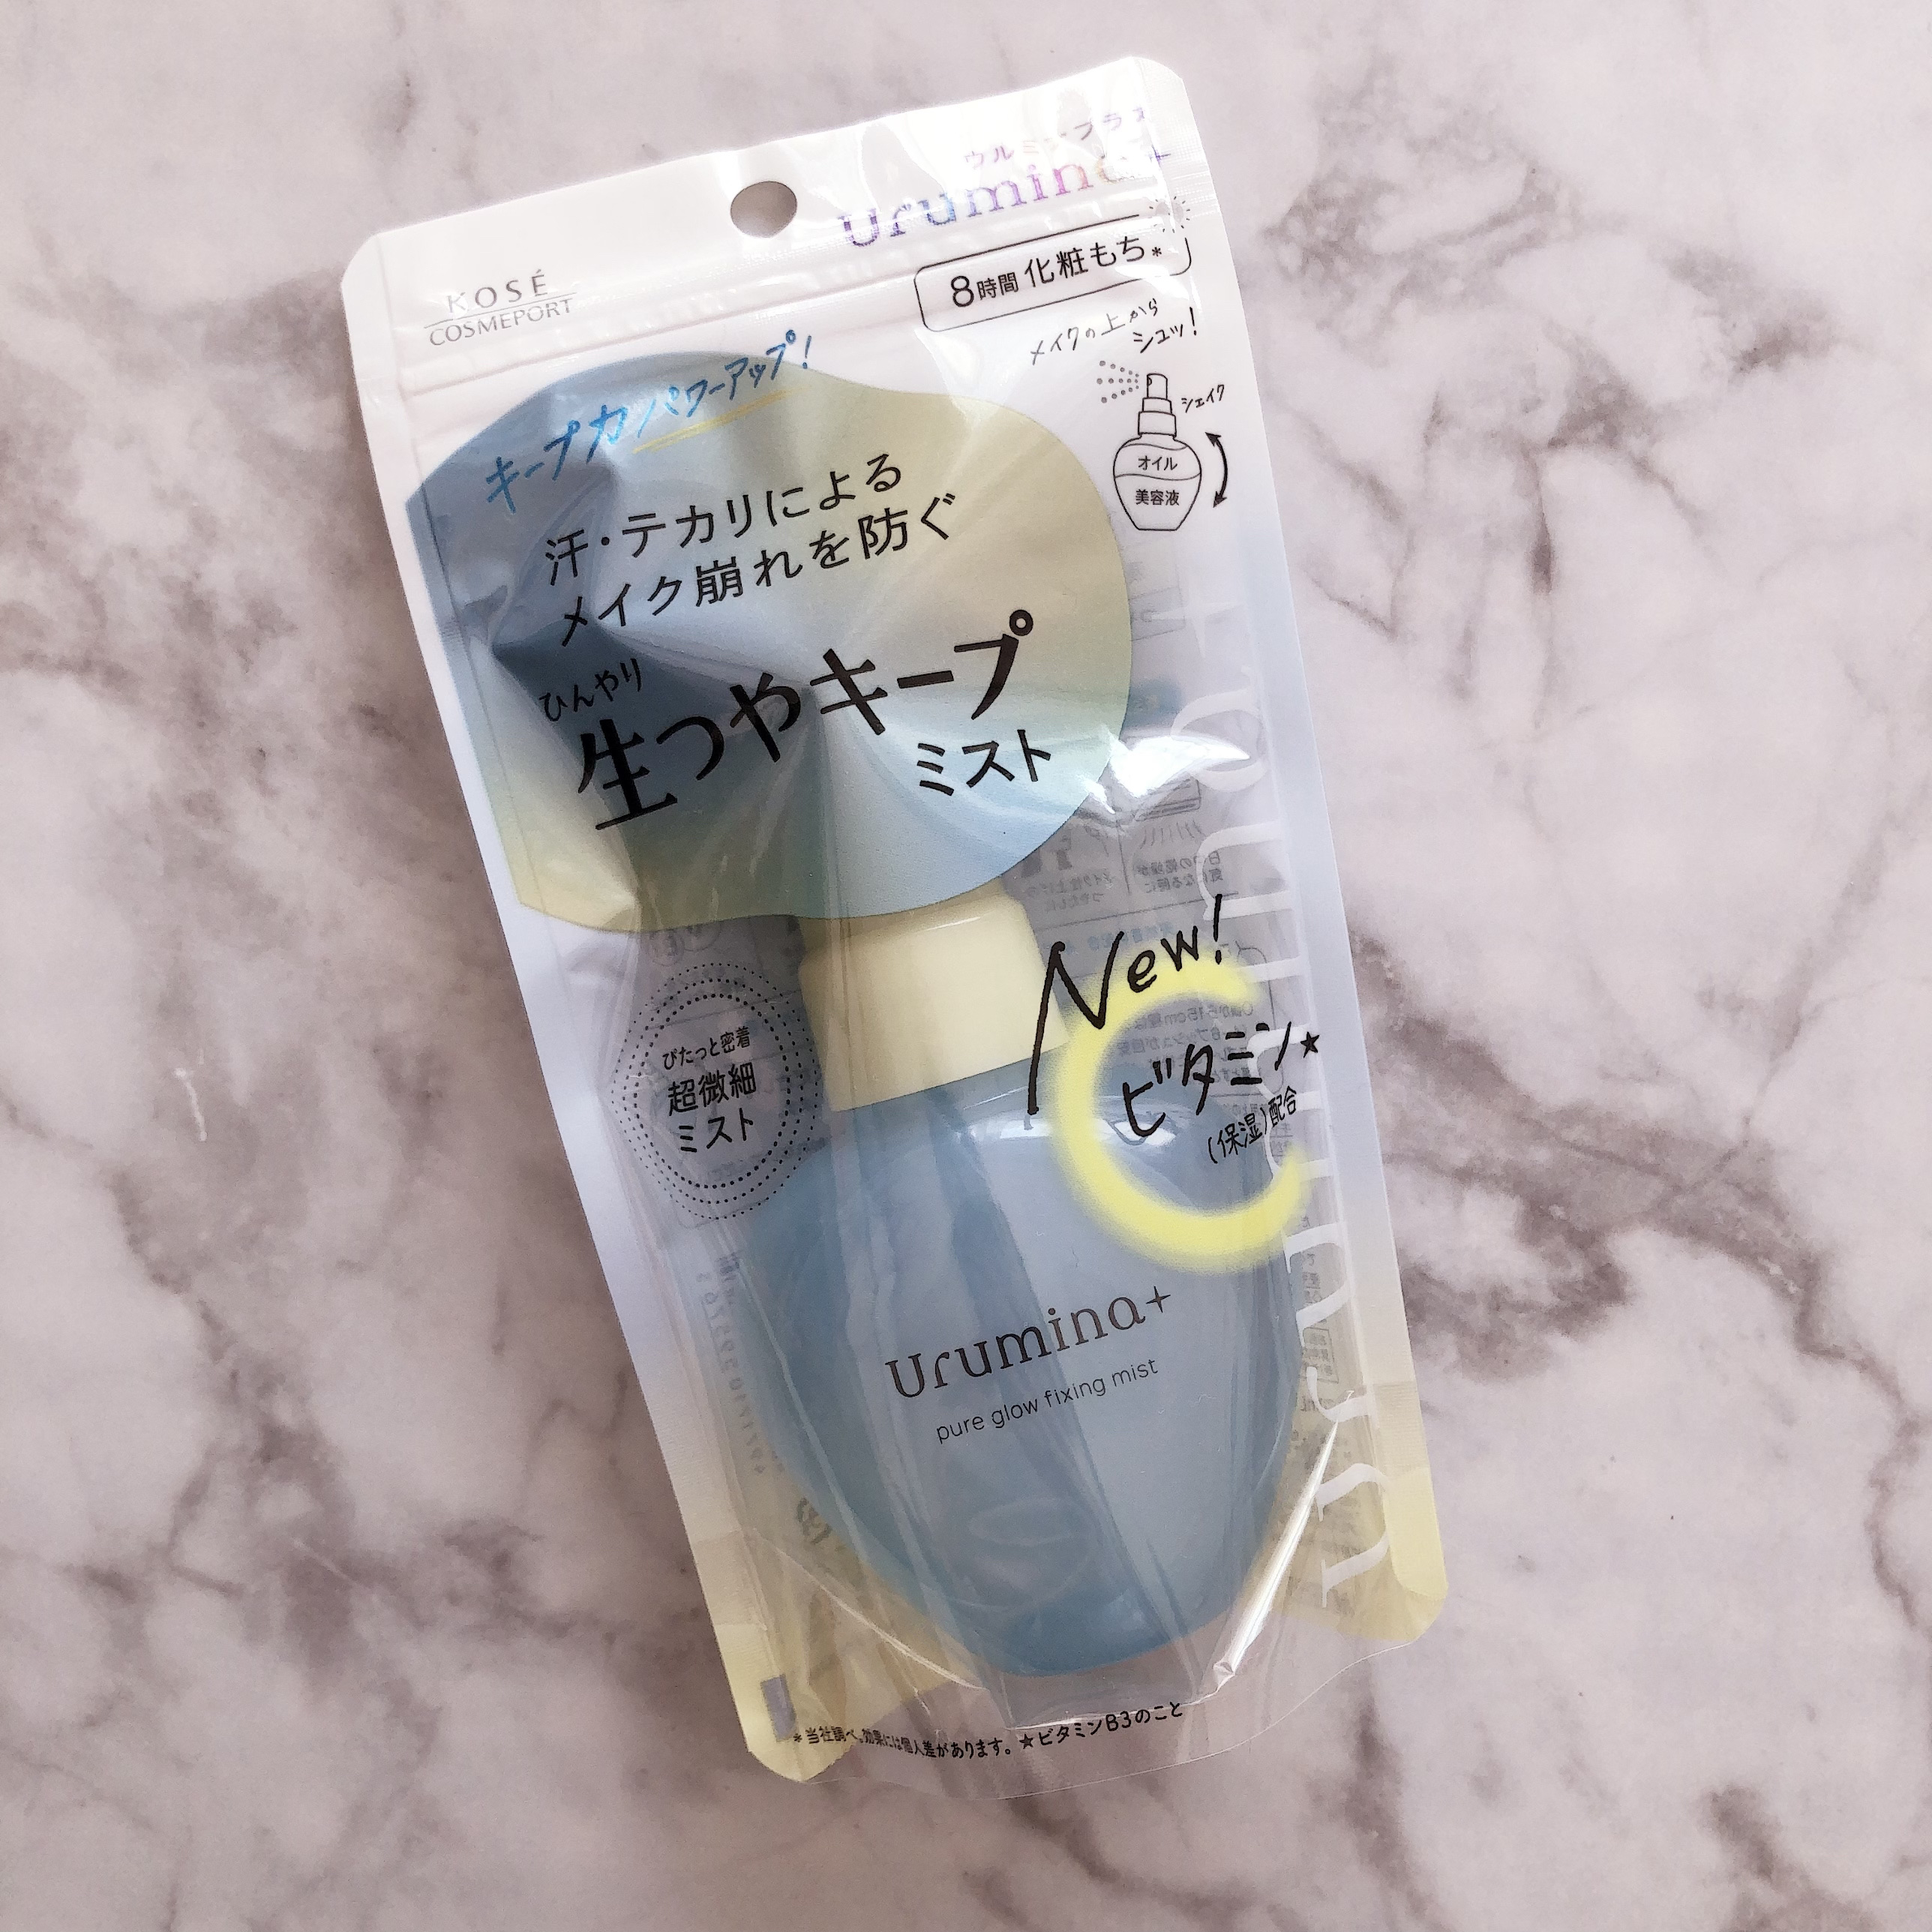 ウルミナプラス
urumina+
KOSÉ
COSMEPORT
8時間 化粧もち*
メイクの上から
シュッ!
シェイク
オイル
美容液
キープ力パワーアップ!
汗・テカリによる
メイク崩れを防ぐ
ひんやり
生つやキープ
ミスト
ぴたっと密着
超微細
ミスト
New!
ビタミン★
(保湿)配合
urumina+
pure glow fixing mist
urumina+
*当社調べ。効果には個人差があります。★ビタミンB3のこと